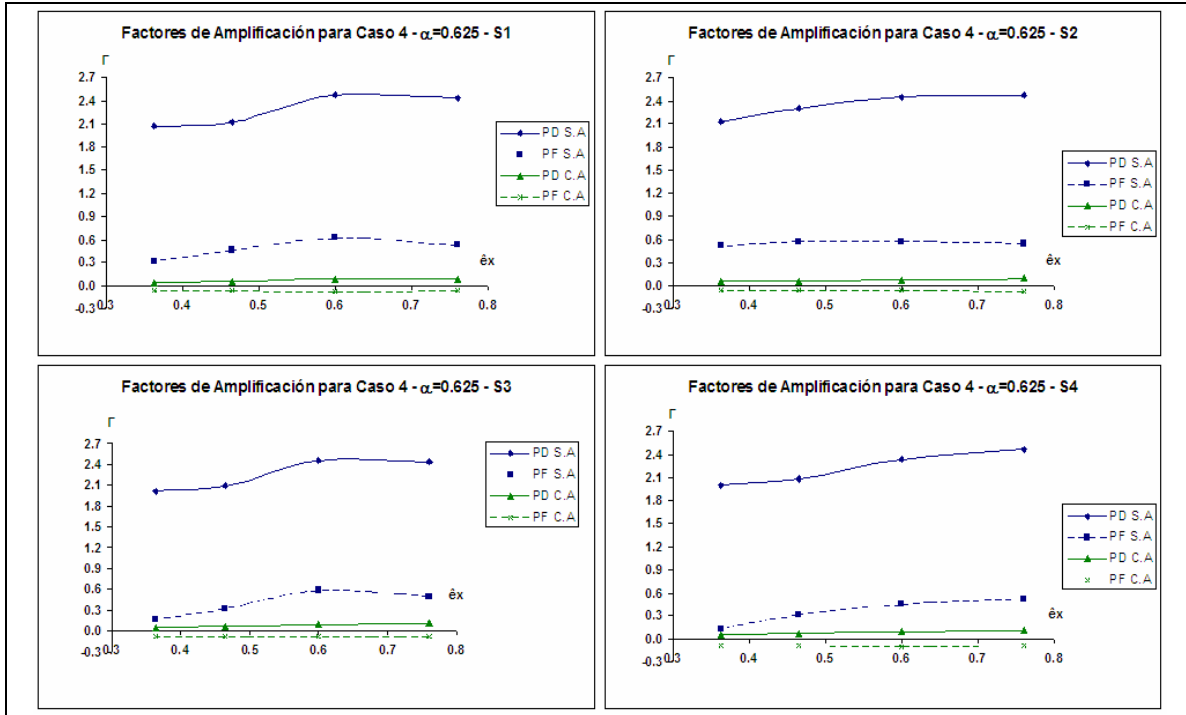 Factores de Amplificación para Caso 4 - α=0.625 - S1
Γ
2.7
2.4
2.1
1.8
1.5
1.2
0.9
0.6
0.3
0.0
-0.3
0.3 0.4 0.5 0.6 0.7 0.8
êx
PD S.A
PF S.A
PD C.A
PF C.A
Factores de Amplificación para Caso 4 - α=0.625 - S2
Γ
2.7
2.4
2.1
1.8
1.5
1.2
0.9
0.6
0.3
0.0
-0.3
0.3 0.4 0.5 0.6 0.7 0.8
êx
PD S.A
PF S.A
PD C.A
PF C.A
Factores de Amplificación para Caso 4 - α=0.625 - S3
Γ
2.7
2.4
2.1
1.8
1.5
1.2
0.9
0.6
0.3
0.0
-0.3
0.3 0.4 0.5 0.6 0.7 0.8
êx
PD S.A
PF S.A
PD C.A
PF C.A
Factores de Amplificación para Caso 4 - α=0.625 - S4
Γ
2.7
2.4
2.1
1.8
1.5
1.2
0.9
0.6
0.3
0.0
-0.3
0.3 0.4 0.5 0.6 0.7 0.8
êx
PD S.A
PF S.A
PD C.A
PF C.A